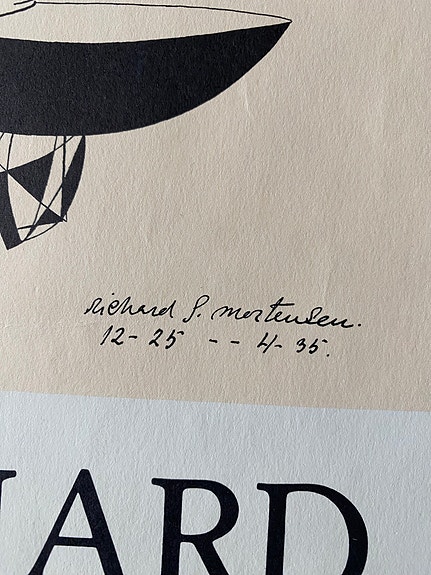 richard S. mortensen.
12-25 -- 4-35.
ARD